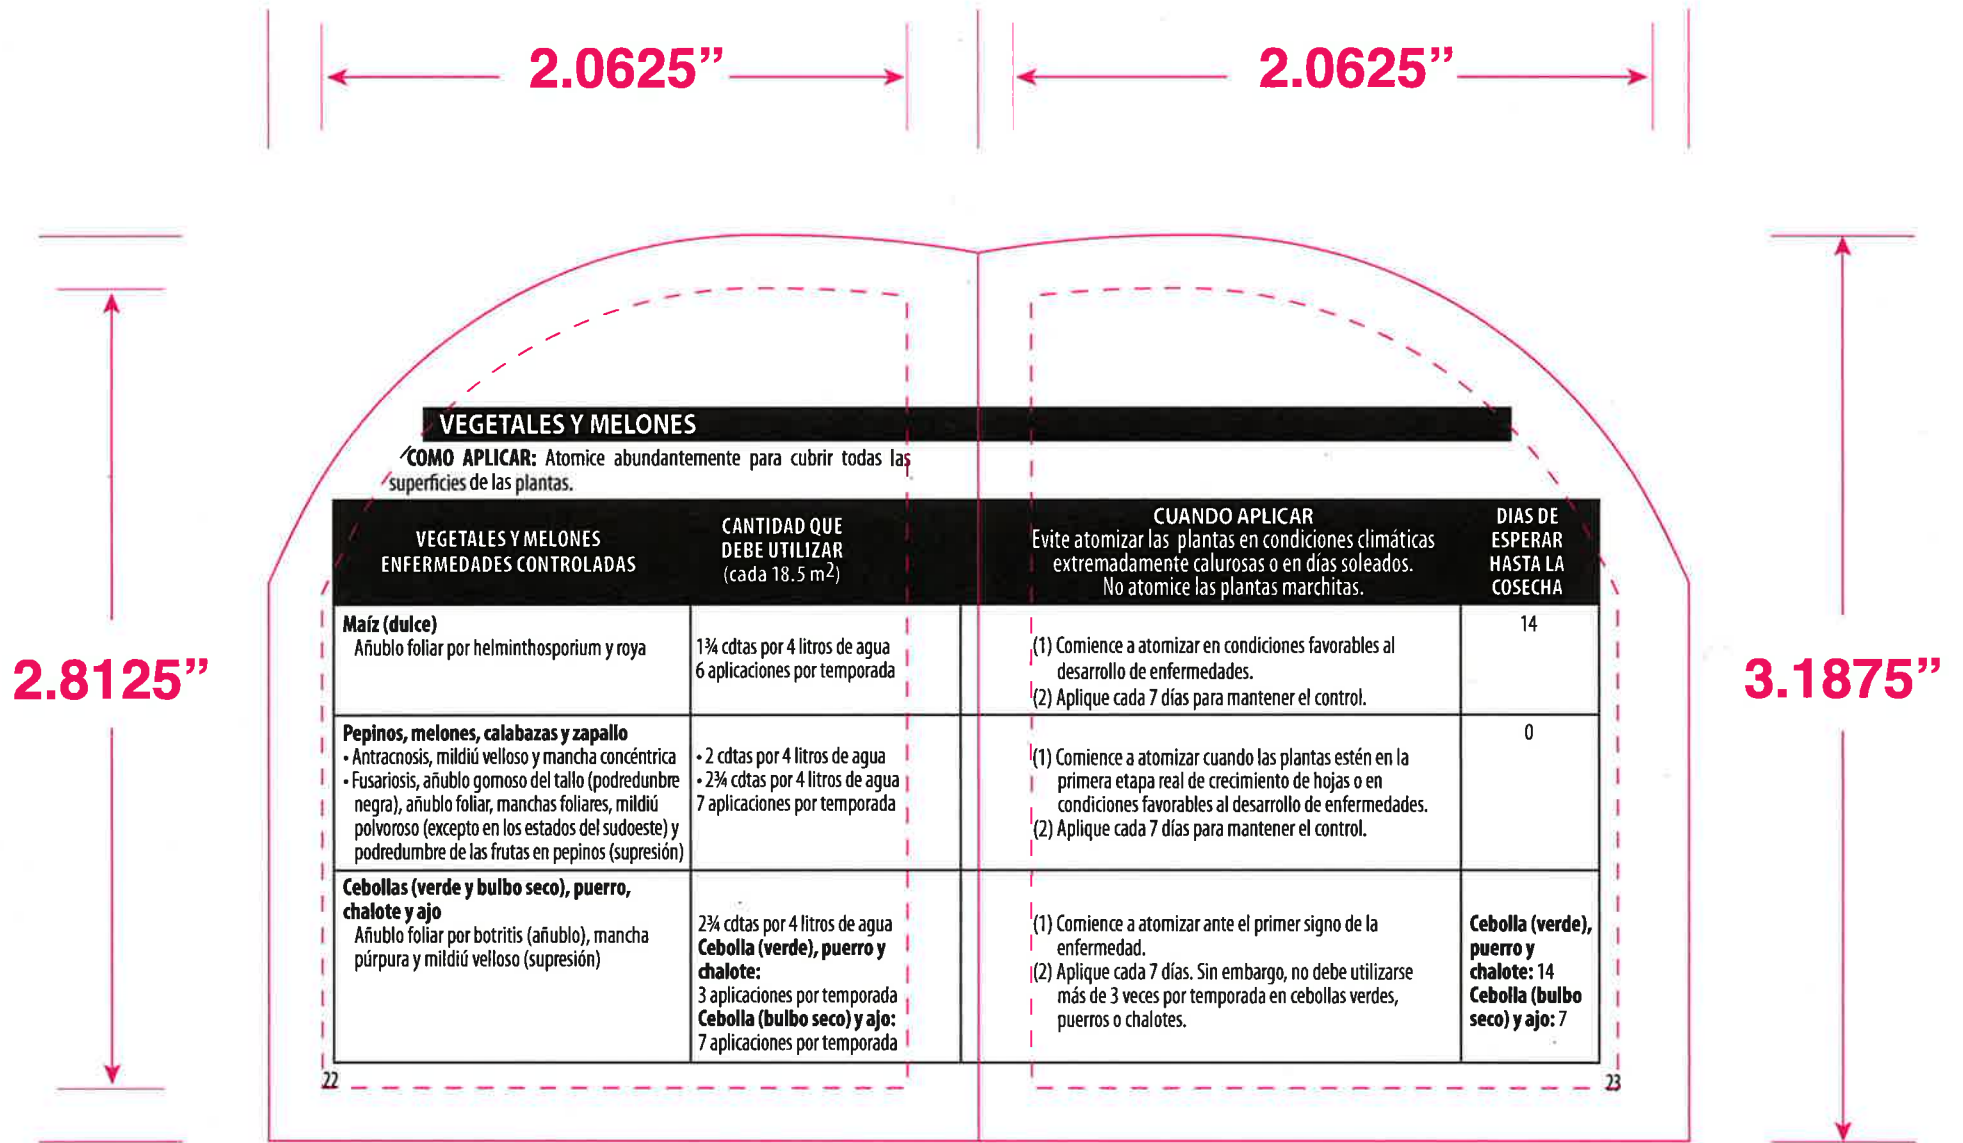 2.0625”
2.0625”
2.8125”
3.1875”
VEGETALES Y MELONES
COMO APLICAR: Atomice abundantemente para cubrir todas las
superficies de las plantas.
VEGETALES Y MELONES
ENFERMEDADES CONTROLADAS
CANTIDAD QUE
DEBE UTILIZAR
(cada 18.5 m2)
CUANDO APLICAR
Evite atomizar las plantas en condiciones climáticas
extremadamente calurosas o en días soleados.
No atomice las plantas marchitas.
DIAS DE
ESPERAR
HASTA LA
COSECHA
Maíz (dulce)
Añublo foliar por helminthosporium y roya
1¾ cdtas por 4 litros de agua
6 aplicaciones por temporada
(1) Comience a atomizar en condiciones favorables al
desarrollo de enfermedades.
(2) Aplique cada 7 días para mantener el control.
14
Pepinos, melones, calabazas y zapallo
• Antracnosis, mildiú velloso y mancha concéntrica
• Fusariosis, añublo gomoso del tallo (podredunbre
negra), añublo foliar, manchas foliares, mildiú
polvoroso (excepto en los estados del sudoeste) y
podredumbre de las frutas en pepinos (supresión)
• 2 cdtas por 4 litros de agua
• 2¾ cdtas por 4 litros de agua
7 aplicaciones por temporada
(1) Comience a atomizar cuando las plantas estén en la
primera etapa real de crecimiento de hojas o en
condiciones favorables al desarrollo de enfermedades.
(2) Aplique cada 7 días para mantener el control.
0
Cebollas (verde y bulbo seco), puerro,
chalote y ajo
Añublo foliar por botritis (añublo), mancha
púrpura y mildiú velloso (supresión)
2¾ cdtas por 4 litros de agua
Cebolla (verde), puerro y
chalote:
3 aplicaciones por temporada
Cebolla (bulbo seco) y ajo:
7 aplicaciones por temporada
(1) Comience a atomizar ante el primer signo de la
enfermedad.
(2) Aplique cada 7 días. Sin embargo, no debe utilizarse
más de 3 veces por temporada en cebollas verdes,
puerros o chalotes.
Cebolla (verde),
puerro y
chalote: 14
Cebolla (bulbo
seco) y ajo: 7
22
23